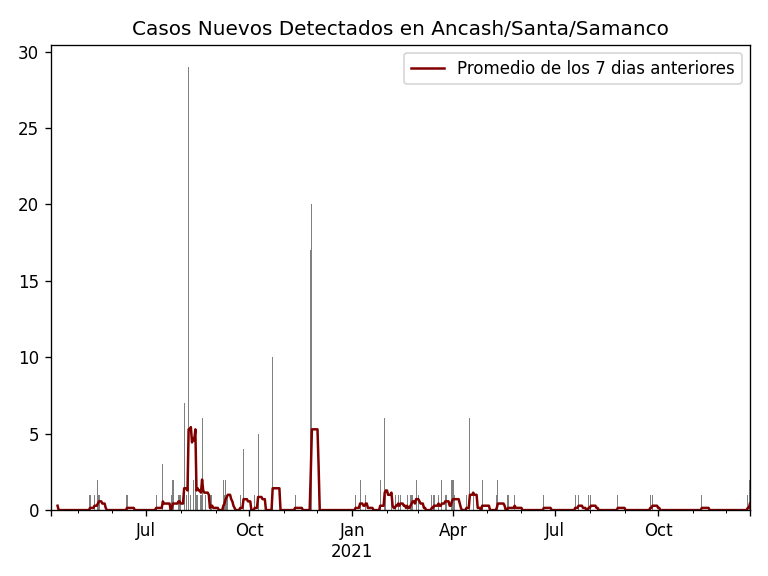 Casos Nuevos Detectados en Ancash/Santa/Samanco
Promedio de los 7 dias anteriores
30
25
20
15
10
5
0
Jul
Oct
Jan
2021
Apr
Jul
Oct